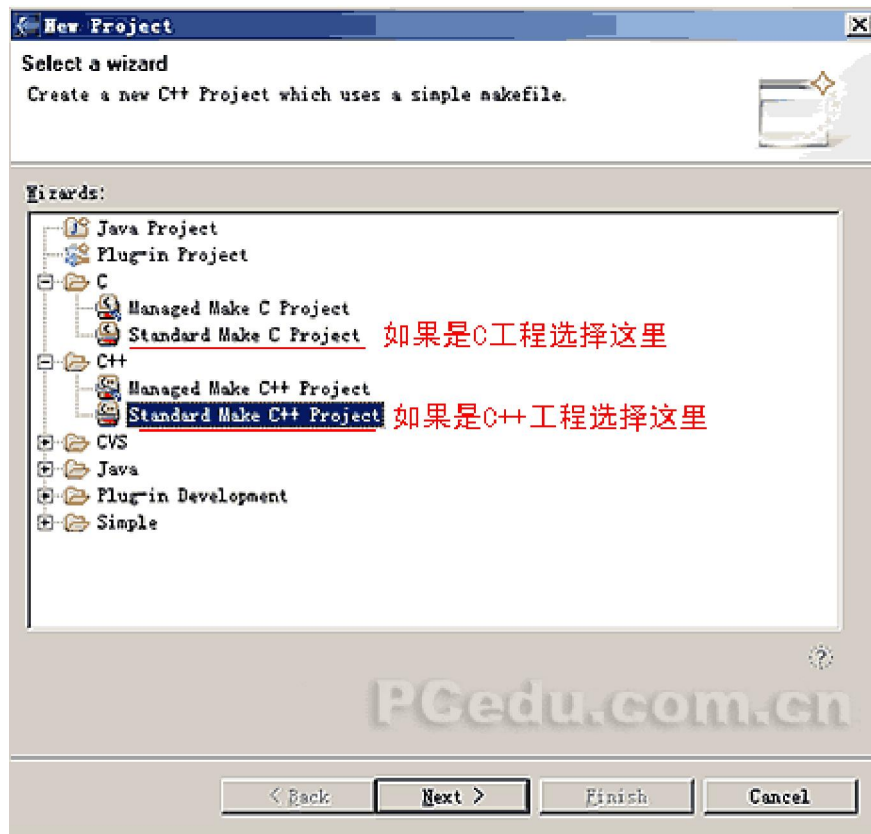 New Project
Select a wizard
Create a new C++ Project which uses a simple makefile.
Wizards:
Java Project
Plug-in Project
C
Managed Make C Project
Standard Make C Project 如果是C工程选择这里
C++
Managed Make C++ Project
Standard Make C++ Project 如果是C++工程选择这里
CVS
Java
Plug-in Development
Simple
?
PCedu.com.cn
< Back Next > Finish Cancel